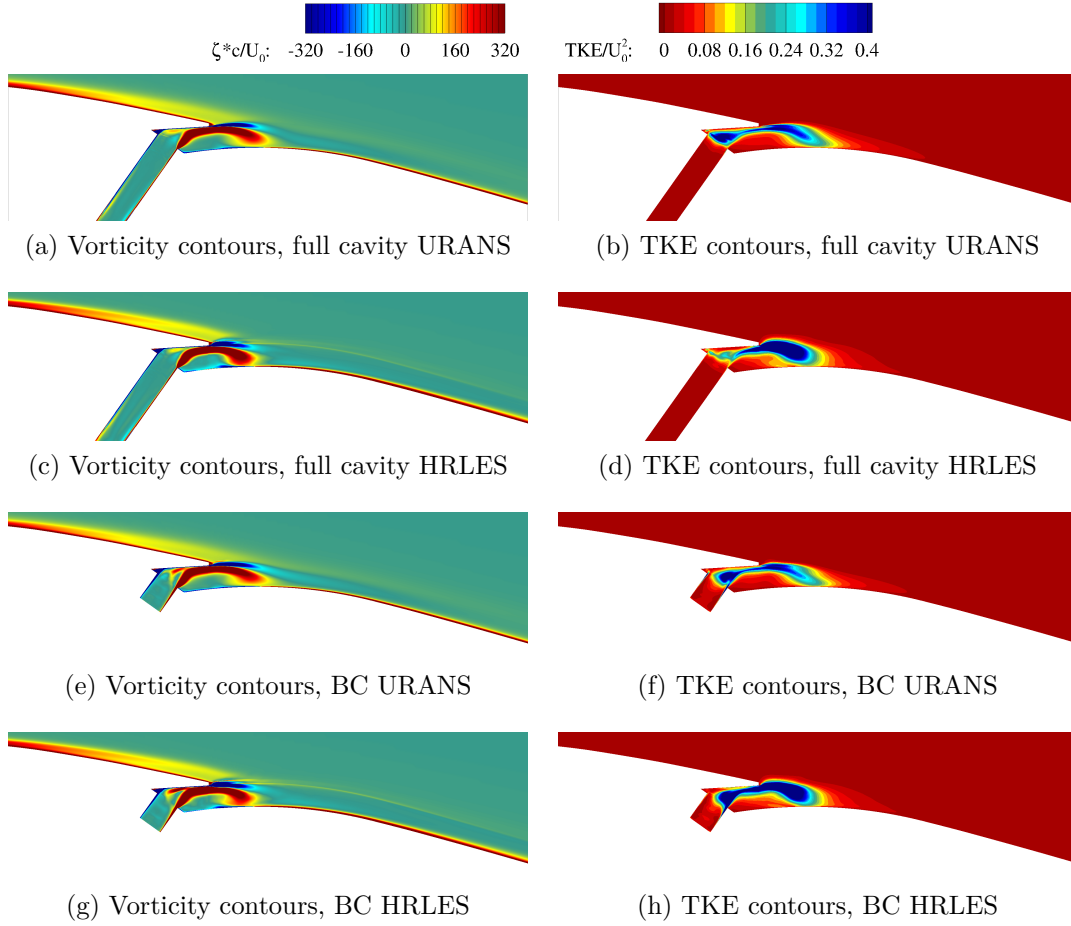 ζ*c/U₀: -320 -160 0 160 320
TKE/U₀²: 0 0.08 0.16 0.24 0.32 0.4
(a) Vorticity contours, full cavity URANS
(b) TKE contours, full cavity URANS
(c) Vorticity contours, full cavity HRLES
(d) TKE contours, full cavity HRLES
(e) Vorticity contours, BC URANS
(f) TKE contours, BC URANS
(g) Vorticity contours, BC HRLES
(h) TKE contours, BC HRLES